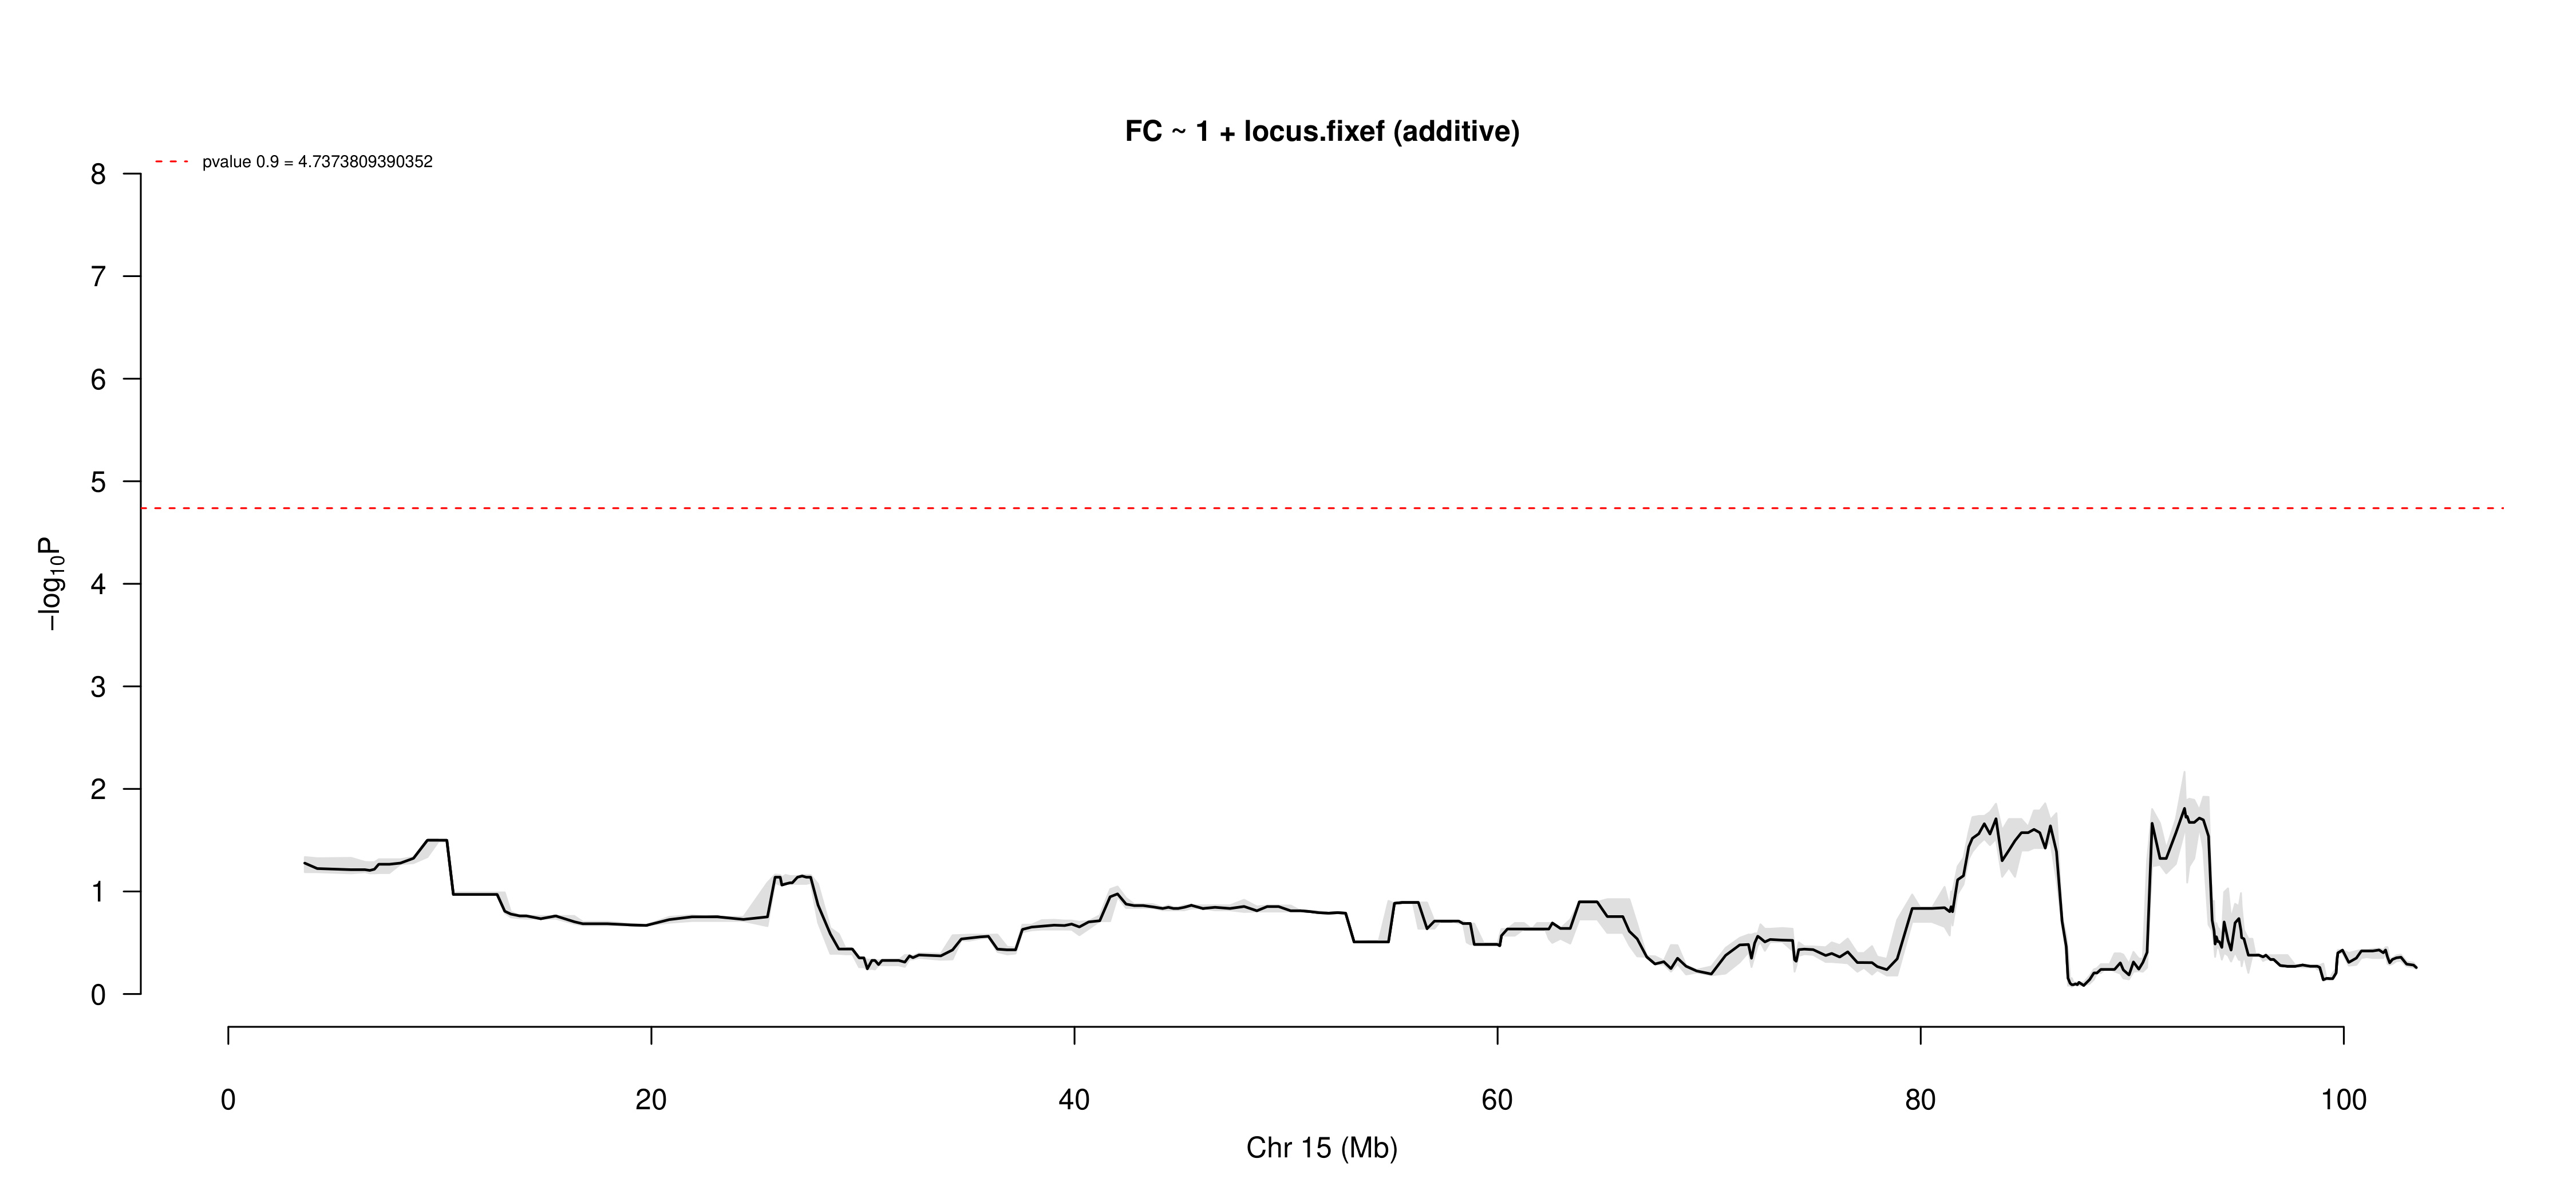 FC ~ 1 + locus.fixef (additive)
pvalue 0.9 = 4.7373809390352
8
7
6
5
4
3
2
1
0
−log10P
0 20 40 60 80 100
Chr 15 (Mb)